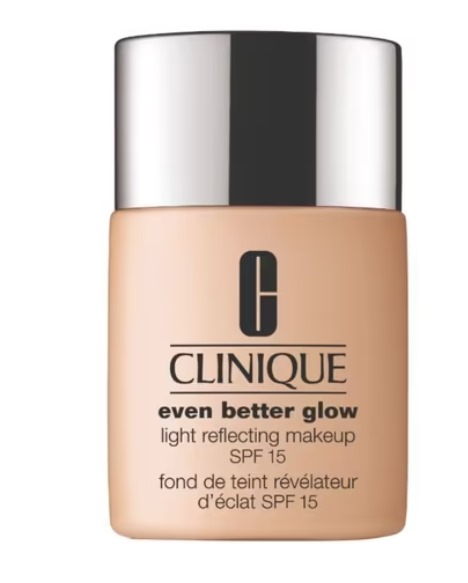 CLINIQUE
even better glow
light reflecting makeup
SPF 15
fond de teint révélateur
d'éclat SPF 15